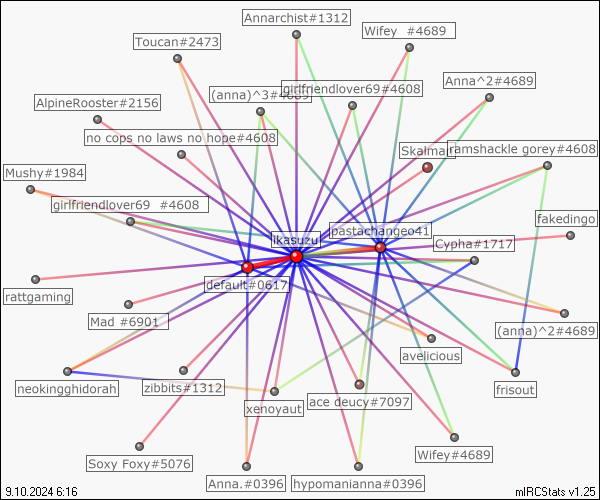 Annarchist#1312
Wifey #4689
Toucan#2473
Anna^2#4689
(anna)^3#4689
girlfriendlover69#4608
AlpineRooster#2156
no cops no laws no hope#4608
Skalman
ramshackle gorey#4608
Mushy#1984
girlfriendlover69 #4608
fakedingo
pastachangeo41
ikasuzu
Cypha#1717
default#0617
rattgaming
Mad #6901
(anna)^2#4689
avelicious
neokingghidorah
zibbits#1312
frisout
ace deucy#7097
xenoyaut
Wifey#4689
Soxy Foxy#5076
Anna.#0396
hypomanianna#0396
9.10.2024 6:16
mIRCStats v1.25